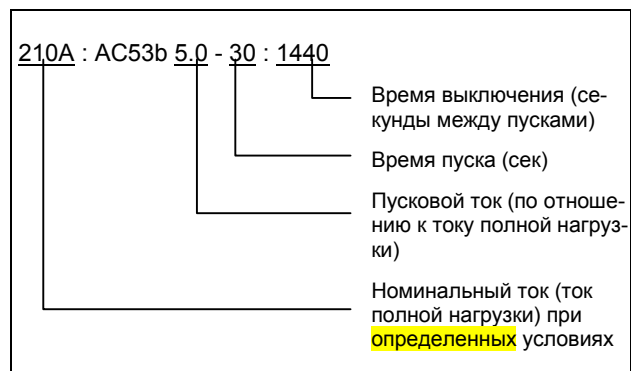 210A : AC53b 5.0 - 30 : 1440
Время выключения (се-
кунды между пусками)
Время пуска (сек)
Пусковой ток (по отноше-
нию к току полной нагруз-
ки)
Номинальный ток (ток
полной нагрузки) при
определенных условиях